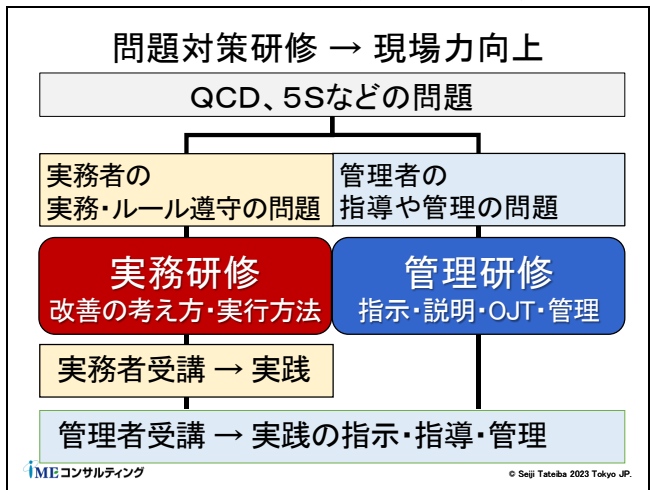 問題対策研修 → 現場力向上
QCD、5Sなどの問題
実務者の
実務・ルール遵守の問題
管理者の
指導や管理の問題
実務研修
改善の考え方・実行方法
管理研修
指示・説明・OJT・管理
実務者受講 → 実践
管理者受講 → 実践の指示・指導・管理
iMEコンサルティング
© Seiji Tateiba 2023 Tokyo JP.